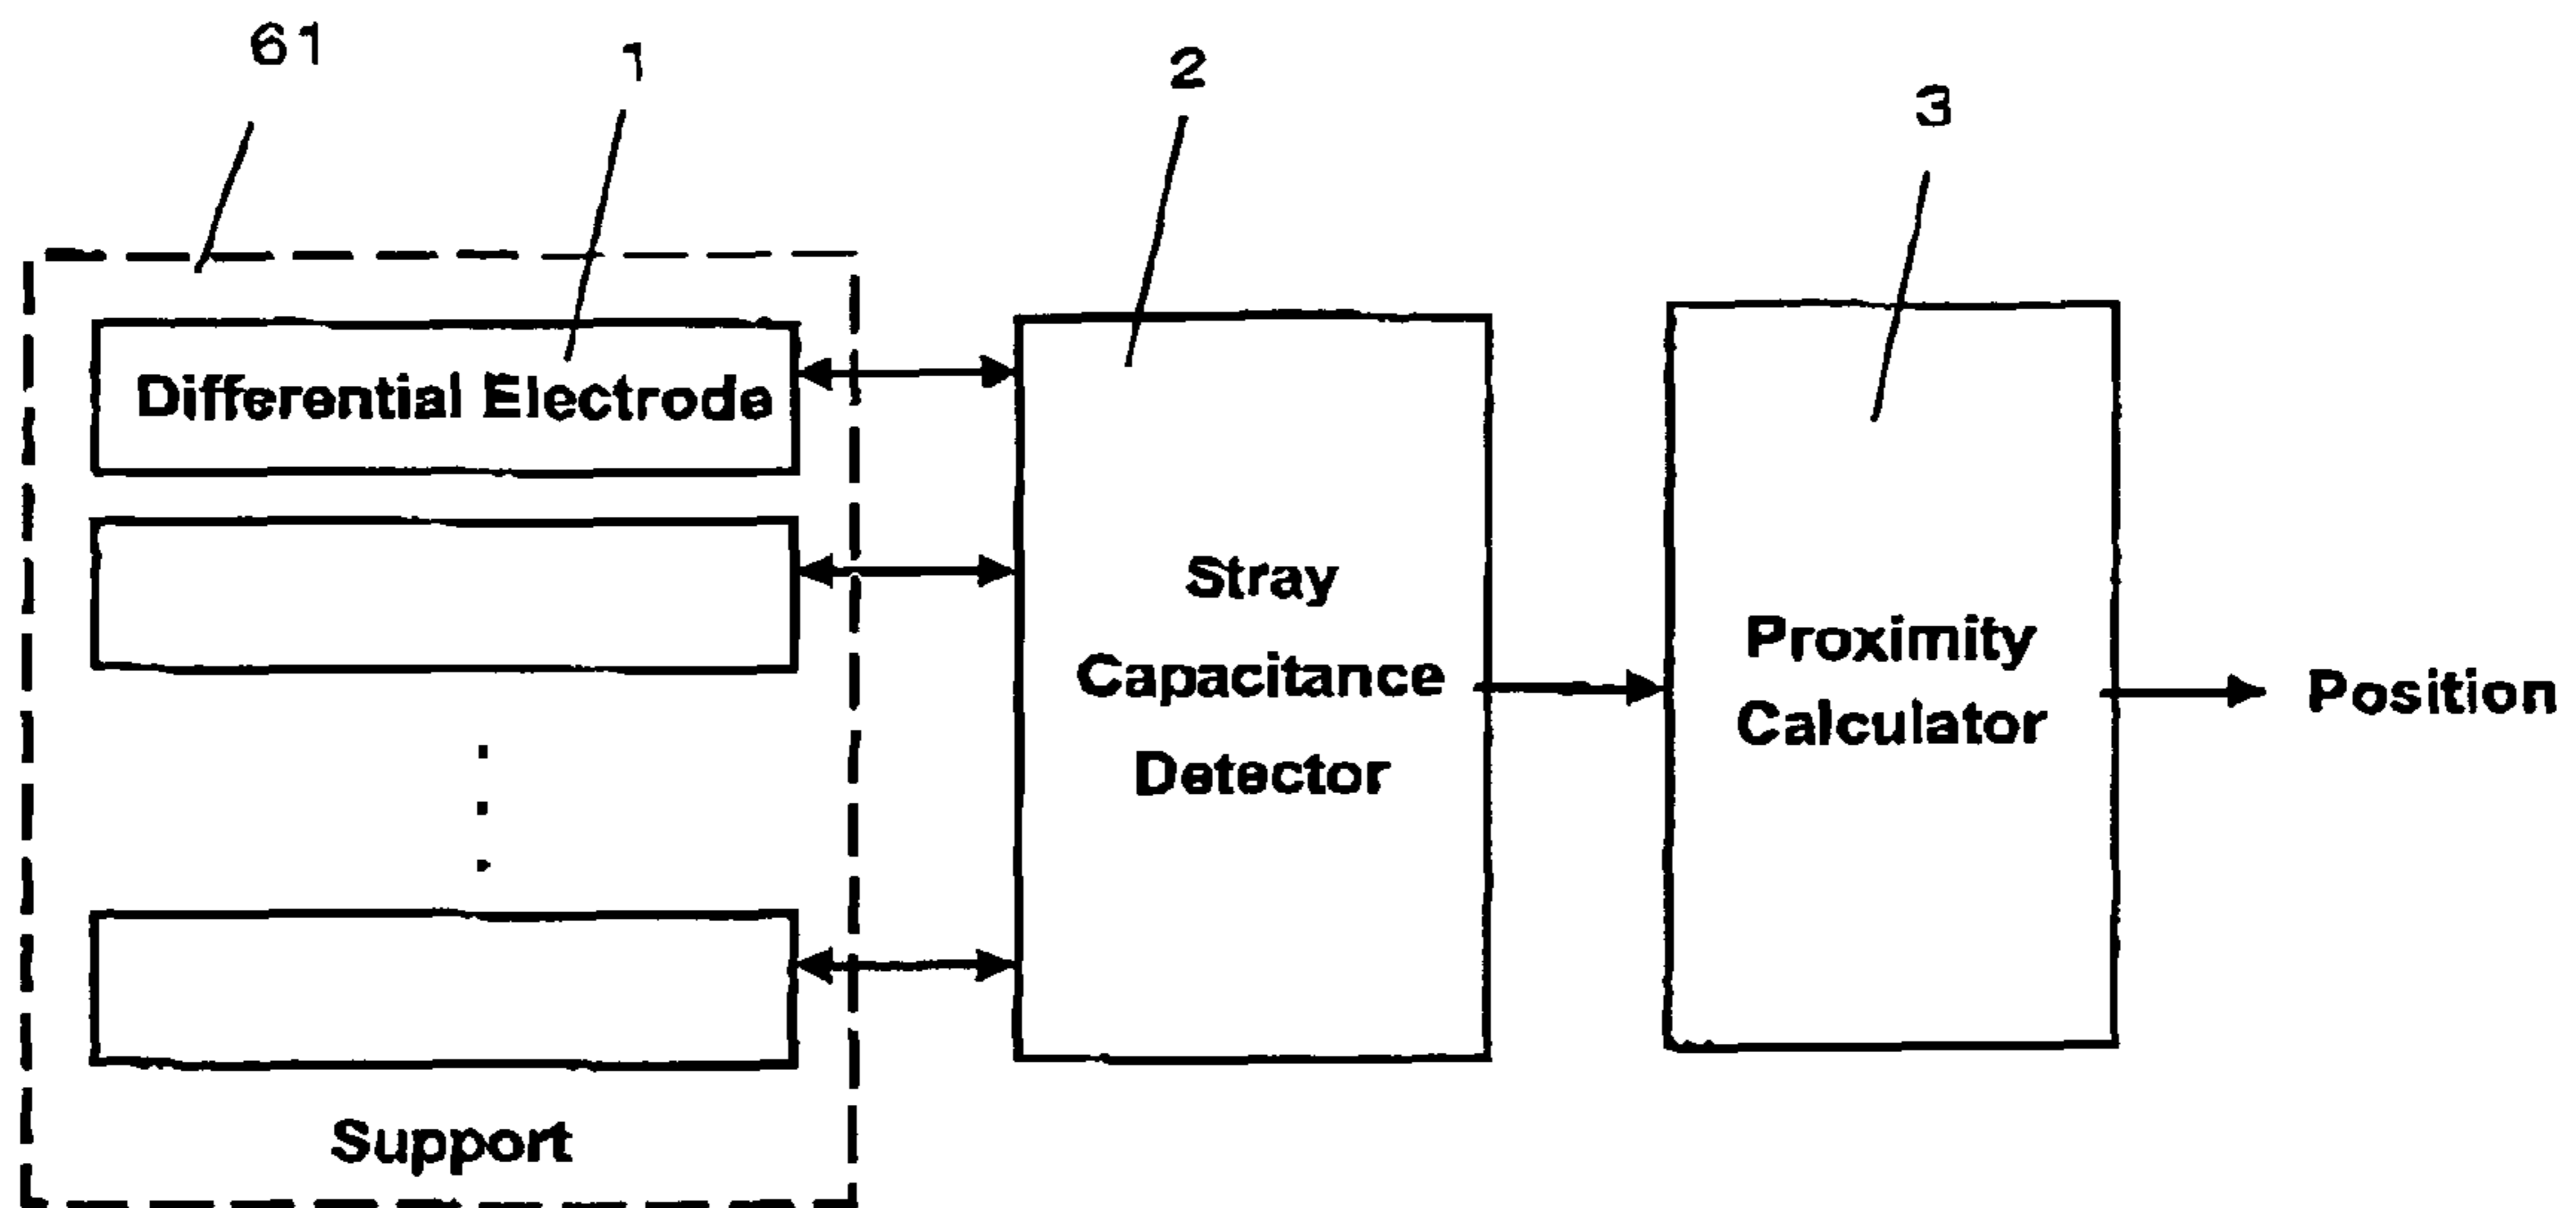 61
1
2
3
Differential Electrode
Support
Stray
Capacitance
Detector
Proximity
Calculator
Position